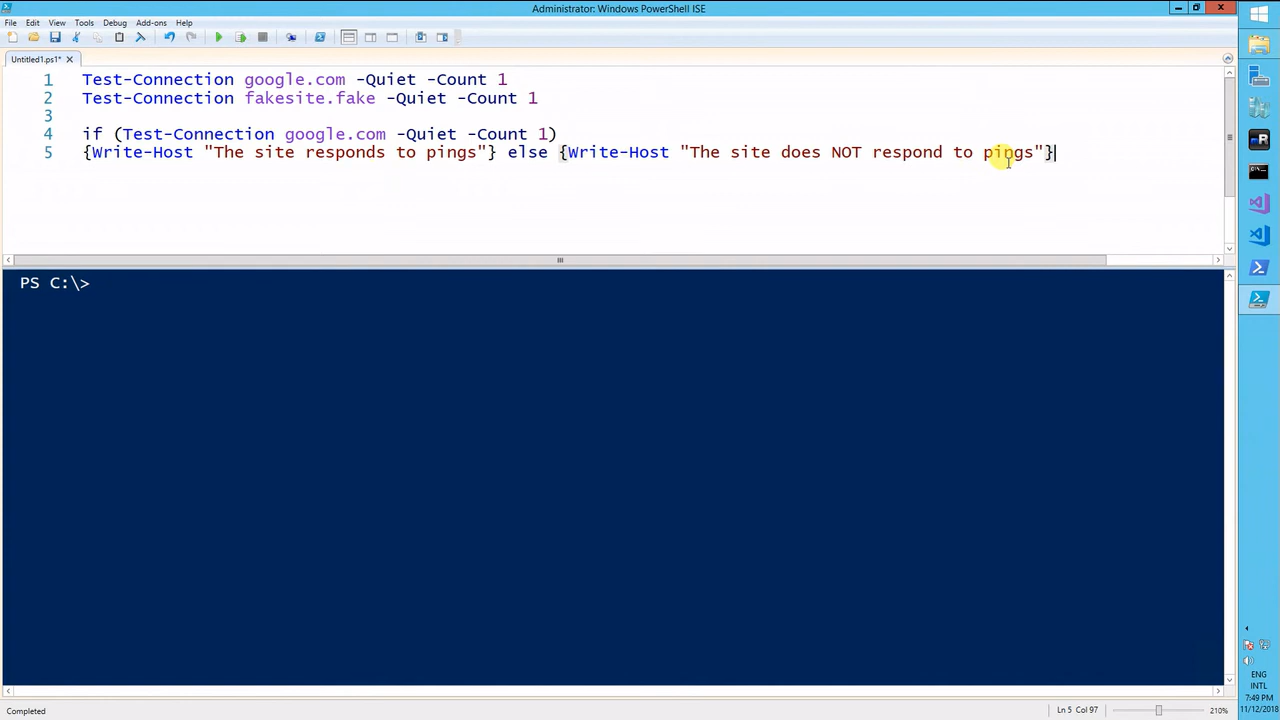 Administrator: Windows PowerShell ISE
File Edit View Tools Debug Add-ons Help
Untitled1.ps1*
1 Test-Connection google.com -Quiet -Count 1
2 Test-Connection fakesite.fake -Quiet -Count 1
3
4 if (Test-Connection google.com -Quiet -Count 1)
5 {Write-Host "The site responds to pings"} else {Write-Host "The site does NOT respond to pings"}
PS C:\>
ENG
INTL
7:49 PM
11/12/2018
Completed
Ln 5 Col 97
210%